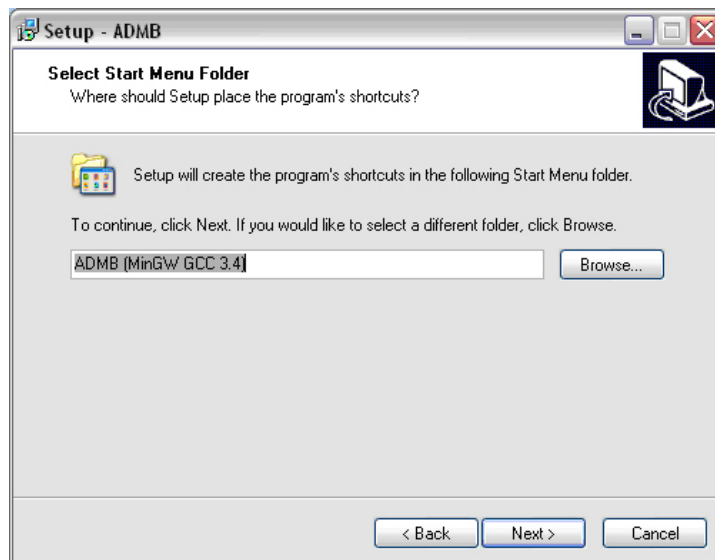 Setup - ADMB
Select Start Menu Folder
Where should Setup place the program's shortcuts?
Setup will create the program's shortcuts in the following Start Menu folder.
To continue, click Next. If you would like to select a different folder, click Browse.
ADMB (MinGW GCC 3.4)
Browse...
< Back
Next >
Cancel